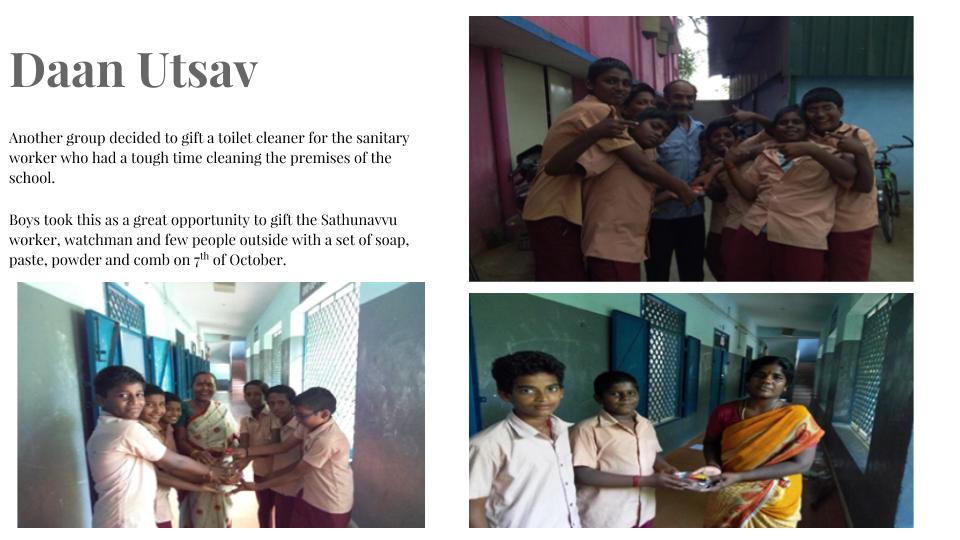 Daan Utsav
Another group decided to gift a toilet cleaner for the sanitary
worker who had a tough time cleaning the premises of the
school.
Boys took this as a great opportunity to gift the Sathunavvu
worker, watchman and few people outside with a set of soap,
paste, powder and comb on 7th of October.